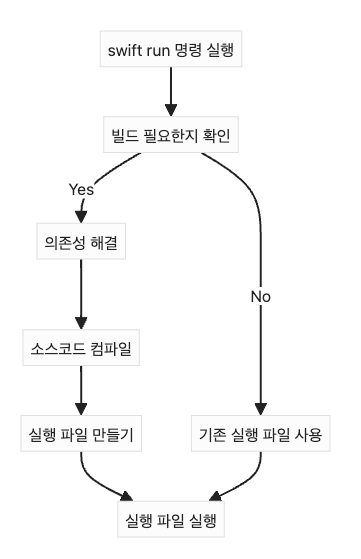 swift run 명령 실행
빌드 필요한지 확인
Yes
의존성 해결
No
소스코드 컴파일
실행 파일 만들기
기존 실행 파일 사용
실행 파일 실행